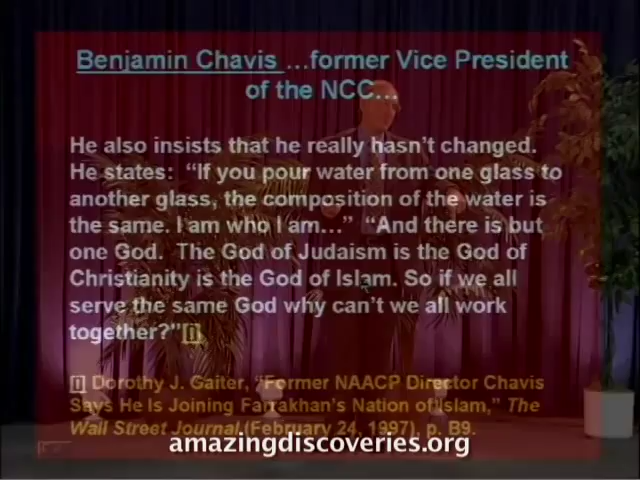 Benjamin Chavis ...former Vice President
of the NCC...
He also insists that he really hasn't changed.
He states: "If you pour water from one glass to
another glass, the composition of the water is
the same. I am who I am..." "And there is but
one God. The God of Judaism is the God of
Christianity is the God of Islam. So if we all
serve the same God why can't we all work
together?"[i]
[i] Dorothy J. Gaiter, "Former NAACP Director Chavis
Says He Is Joining Farrakhan's Nation of Islam," The
Wall Street Journal (February 24, 1997), p. B9.
amazingdiscoveries.org